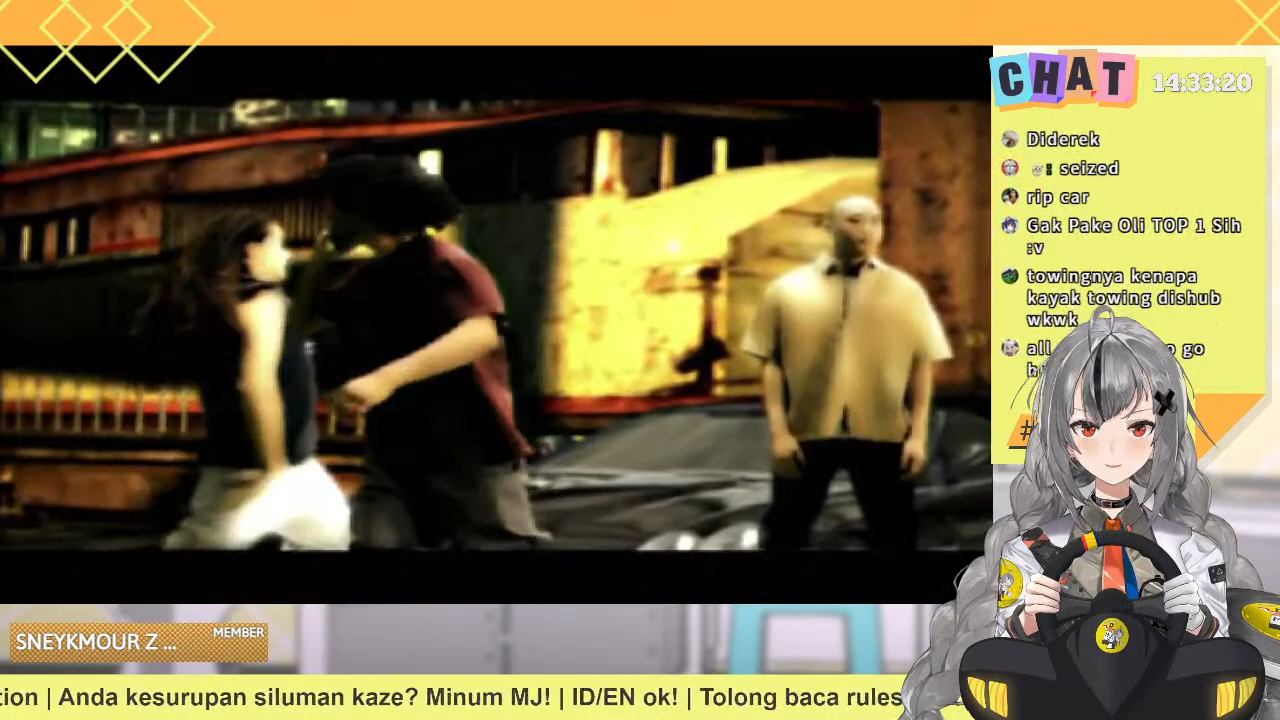 CHAT 14:33:20
Diderek
seized
rip car
Gak Pake Oli TOP 1 Sih
:v
towingnya kenapa
kayak towing dishub
wkwk
all go
#
SNEYKMOUR Z ... MEMBER
tion | Anda kesurupan siluman kaze? Minum MJ! | ID/EN ok! | Tolong baca rules